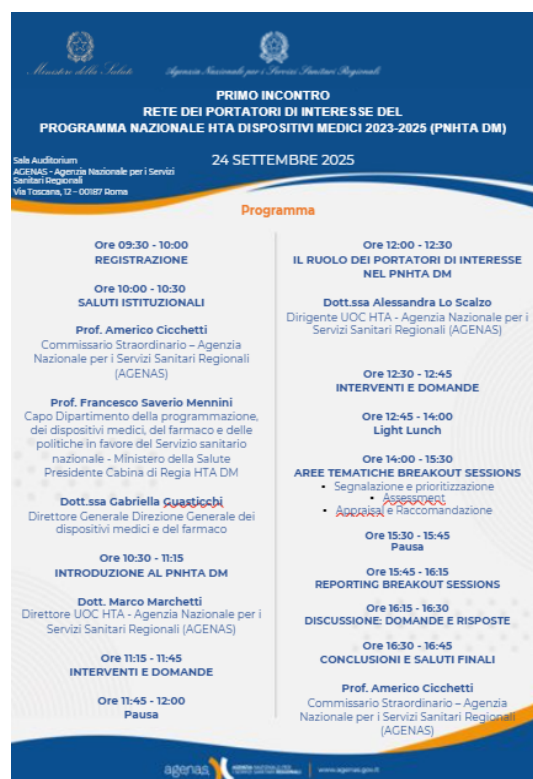 Ministero della Salute
Agenzia Nazionale per i Servizi Sanitari Regionali
PRIMO INCONTRO
RETE DEI PORTATORI DI INTERESSE DEL
PROGRAMMA NAZIONALE HTA DISPOSITIVI MEDICI 2023-2025 (PNHTA DM)
24 SETTEMBRE 2025
Sala Auditorium
AGENAS - Agenzia Nazionale per i Servizi
Sanitari Regionali
Via Toscana, 12 – 00187 Roma
Programma
Ore 09:30 - 10:00
REGISTRAZIONE
Ore 10:00 - 10:30
SALUTI ISTITUZIONALI
Prof. Americo Cicchetti
Commissario Straordinario – Agenzia
Nazionale per i Servizi Sanitari Regionali
(AGENAS)
Prof. Francesco Saverio Mennini
Capo Dipartimento della programmazione,
dei dispositivi medici, del farmaco e delle
politiche in favore del Servizio sanitario
nazionale - Ministero della Salute
Presidente Cabina di Regia HTA DM
Dott.ssa Gabriella Guasticchi
Direttore Generale Direzione Generale dei
dispositivi medici e del farmaco
Ore 10:30 - 11:15
INTRODUZIONE AL PNHTA DM
Dott. Marco Marchetti
Direttore UOC HTA - Agenzia Nazionale per i
Servizi Sanitari Regionali (AGENAS)
Ore 11:15 - 11:45
INTERVENTI E DOMANDE
Ore 11:45 - 12:00
Pausa
Ore 12:00 - 12:30
IL RUOLO DEI PORTATORI DI INTERESSE
NEL PNHTA DM
Dott.ssa Alessandra Lo Scalzo
Dirigente UOC HTA - Agenzia Nazionale per i
Servizi Sanitari Regionali (AGENAS)
Ore 12:30 - 12:45
INTERVENTI E DOMANDE
Ore 12:45 - 14:00
Light Lunch
Ore 14:00 - 15:30
AREE TEMATICHE BREAKOUT SESSIONS
• Segnalazione e prioritizzazione
• Assessment
• Appraisal e Raccomandazione
Ore 15:30 - 15:45
Pausa
Ore 15:45 - 16:15
REPORTING BREAKOUT SESSIONS
Ore 16:15 - 16:30
DISCUSSIONE: DOMANDE E RISPOSTE
Ore 16:30 - 16:45
CONCLUSIONI E SALUTI FINALI
Prof. Americo Cicchetti
Commissario Straordinario – Agenzia
Nazionale per i Servizi Sanitari Regionali
(AGENAS)
agenas.
AGENZIA NAZIONALE PER
I SERVIZI SANITARI REGIONALI
www.agenas.gov.it